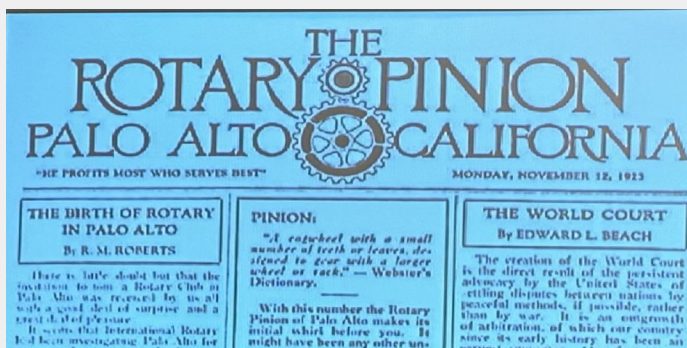 THE
ROTARY PINION
PALO ALTO CALIFORNIA
"HE PROFITS MOST WHO SERVES BEST"
MONDAY, NOVEMBER 12, 1923
THE BIRTH OF ROTARY
IN PALO ALTO
By R. M. ROBERTS
There is little doubt but that the
invitation to join a Rotary Club in
Palo Alto was received by us all
with a good deal of surprise and a
great deal of pleasure
It seems that International Rotary
had been investigating Palo Alto for
PINION:
"A cogwheel with a small
number of teeth or leaves, de-
signed to gear with a larger
wheel or rack." — Webster's
Dictionary.
With this number the Rotary
Pinion of Palo Alto makes its
initial whirl before you. It
might have been any other un-
THE WORLD COURT
By EDWARD L. BEACH
The creation of the World Court
is the direct result of the persistent
advocacy by the United States of
settling disputes between nations by
peaceful methods, if possible, rather
than by war. It is an outgrowth
of arbitration, of which our country
since its early history has been an